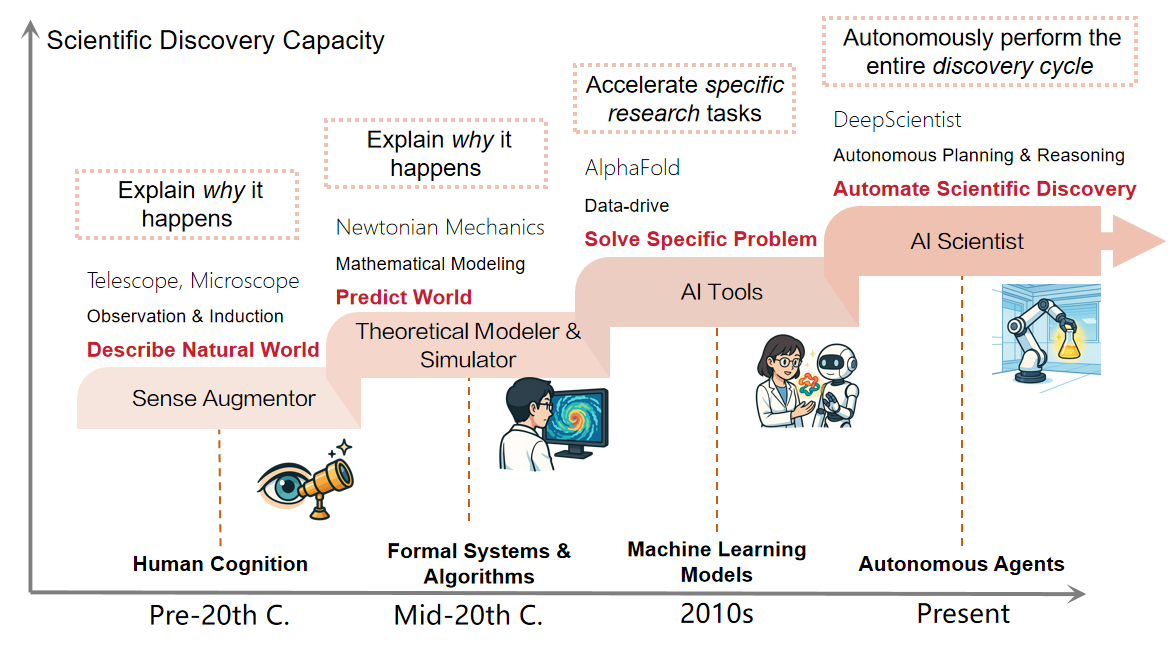 Scientific Discovery Capacity
Explain why it
happens
Telescope, Microscope
Observation & Induction
Describe Natural World
Sense Augmentor
Human Cognition
Pre-20th C.
Explain why it
happens
Newtonian Mechanics
Mathematical Modeling
Predict World
Theoretical Modeler &
Simulator
Formal Systems &
Algorithms
Mid-20th C.
Accelerate specific
research tasks
AlphaFold
Data-drive
Solve Specific Problem
AI Tools
Machine Learning
Models
2010s
Autonomously perform the
entire discovery cycle
DeepScientist
Autonomous Planning & Reasoning
Automate Scientific Discovery
AI Scientist
Autonomous Agents
Present